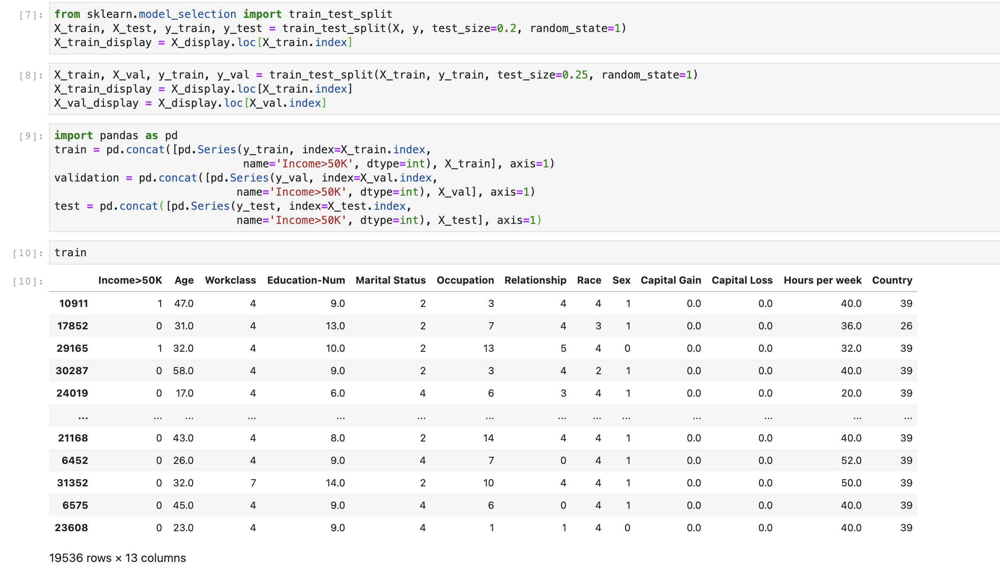 [7]: from sklearn.model_selection import train_test_split
X_train, X_test, y_train, y_test = train_test_split(X, y, test_size=0.2, random_state=1)
X_train_display = X_display.loc[X_train.index]
[8]: X_train, X_val, y_train, y_val = train_test_split(X_train, y_train, test_size=0.25, random_state=1)
X_train_display = X_display.loc[X_train.index]
X_val_display = X_display.loc[X_val.index]
[9]: import pandas as pd
train = pd.concat([pd.Series(y_train, index=X_train.index,
name='Income>50K', dtype=int), X_train], axis=1)
validation = pd.concat([pd.Series(y_val, index=X_val.index,
name='Income>50K', dtype=int), X_val], axis=1)
test = pd.concat([pd.Series(y_test, index=X_test.index,
name='Income>50K', dtype=int), X_test], axis=1)
[10]: train
[10]: Income>50K Age Workclass Education-Num Marital Status Occupation Relationship Race Sex Capital Gain Capital Loss Hours per week Country
10911 1 47.0 4 9.0 2 3 4 4 1 0.0 0.0 40.0 39
17852 0 31.0 4 13.0 2 7 4 3 1 0.0 0.0 36.0 26
29165 1 32.0 4 10.0 2 13 5 4 0 0.0 0.0 32.0 39
30287 0 58.0 4 9.0 2 3 4 2 1 0.0 0.0 40.0 39
24019 0 17.0 4 6.0 4 6 3 4 1 0.0 0.0 20.0 39
... ... ... ... ... ... ... ... ... ... ... ... ... ...
21168 0 43.0 4 8.0 2 14 4 4 1 0.0 0.0 40.0 39
6452 0 26.0 4 9.0 4 7 0 4 1 0.0 0.0 52.0 39
31352 0 32.0 7 14.0 2 10 4 4 1 0.0 0.0 50.0 39
6575 0 45.0 4 9.0 4 6 0 4 1 0.0 0.0 40.0 39
23608 0 23.0 4 9.0 4 1 1 4 0 0.0 0.0 40.0 39
19536 rows × 13 columns